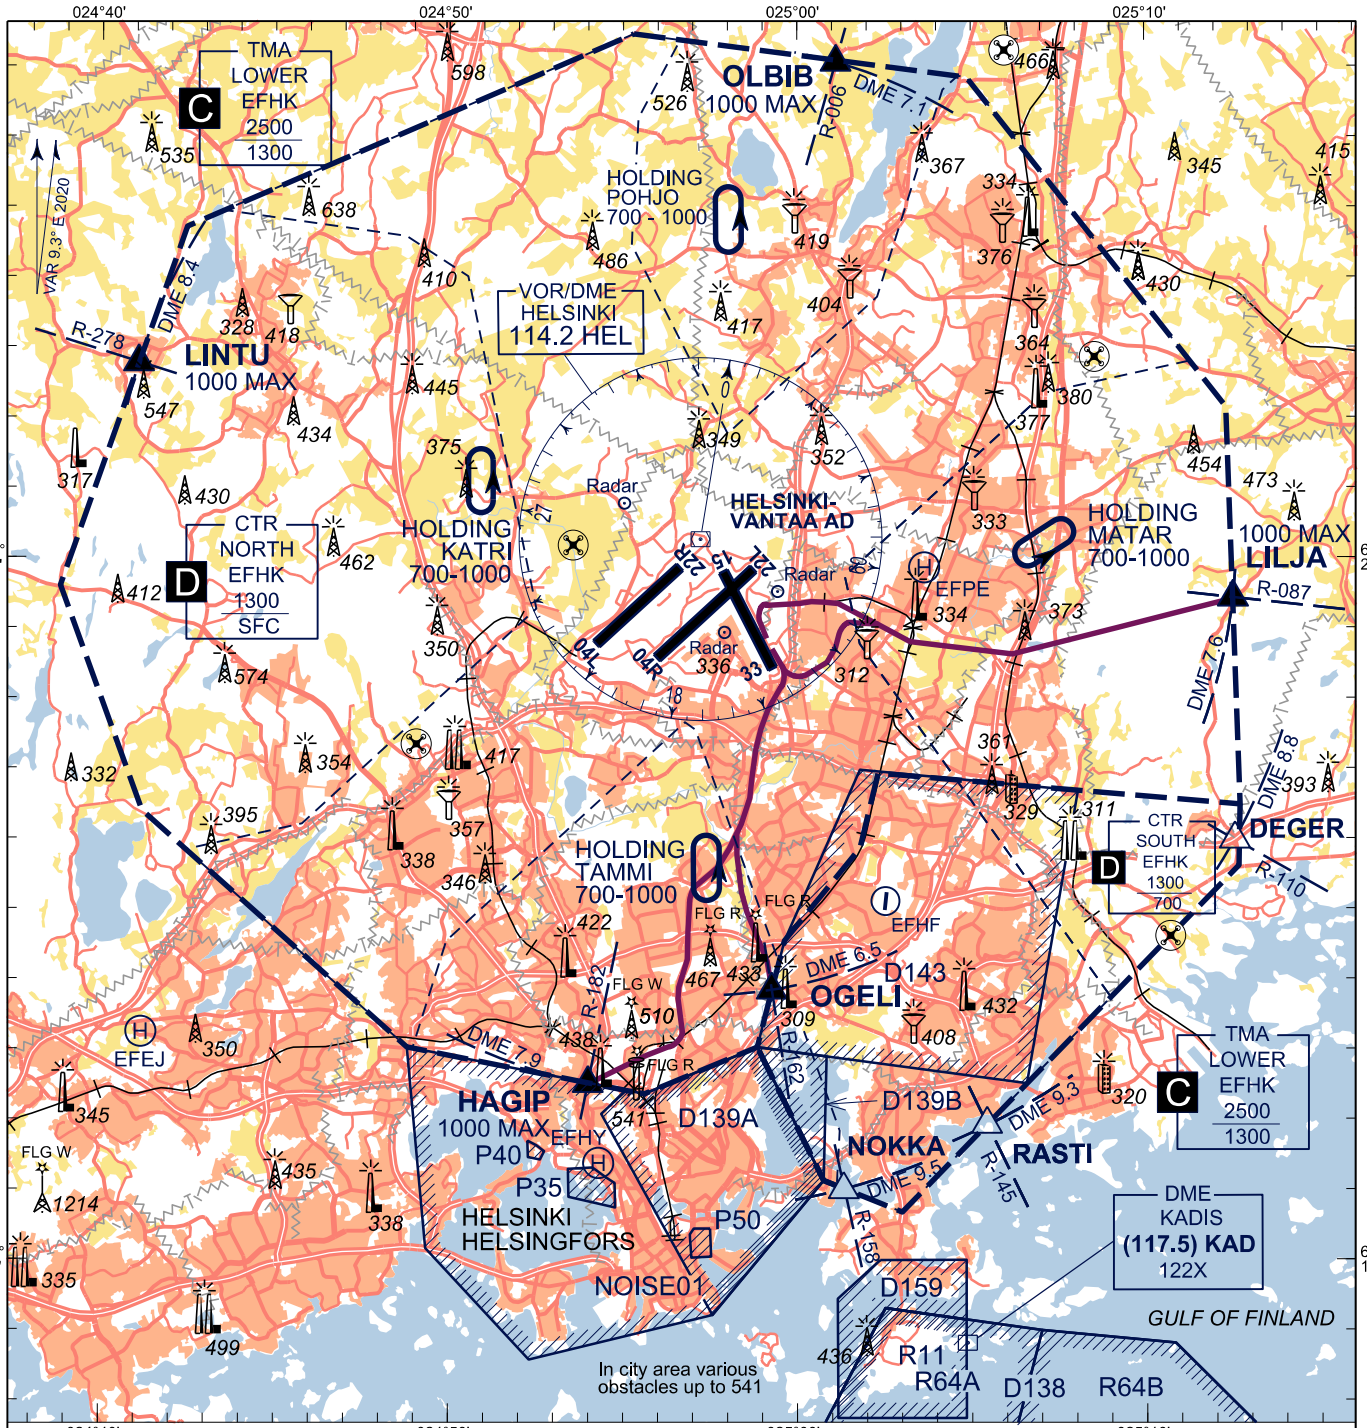 024°40'
024°50'
025°00'
025°10'
TMA
LOWER
EFHK
2500
1300
C
598
526
OLBIB
1000 MAX
R-006
DME 7.1
466
367
345
415
535
VAR 9.3° E 2020
638
HOLDING
POHJO
700 - 1000
334
376
419
486
410
404
430
DME 8.4
328
418
VOR/DME
HELSINKI
114.2 HEL
417
364
R-278
LINTU
1000 MAX
547
445
434
380
377
0
349
352
317
375
454
473
430
Radar
27
HELSINKI-
VANTAA AD
333
HOLDING
KATRI
700-1000
HOLDING
MATAR
700-1000
1000 MAX
LILJA
R-087
CTR
NORTH
EFHK
1300
SFC
D
462
412
22R
15
22L
Radar
09
H
EFPE
334
373
350
04L
04R
Radar
336
33
312
574
18
DME 7.6
332
354
417
361
DME 8.8
393
357
329
311
395
338
346
HOLDING
TAMMI
700-1000
CTR
SOUTH
EFHK
1300
700
D
DEGER
R-110
FLG R
FLG R
I
EFHF
422
467
433
DME 6.5
D143
R-182
FLG W
510
OGELI
309
432
408
H
EFEJ
350
438
DME 7.9
FLG R
R-162
345
HAGIP
1000 MAX
541
D139A
D139B
DME 9.3
320
TMA
LOWER
EFHK
2500
1300
C
EFHY
H
P40
NOKKA
RASTI
FLG W
1214
435
338
P35
DME 9.5
R-145
HELSINKI
HELSINGFORS
P50
R-158
DME
KADIS
(117.5) KAD
122X
335
NOISE01
D159
GULF OF FINLAND
499
In city area various
obstacles up to 541
436
R11
R64A
D138
R64B